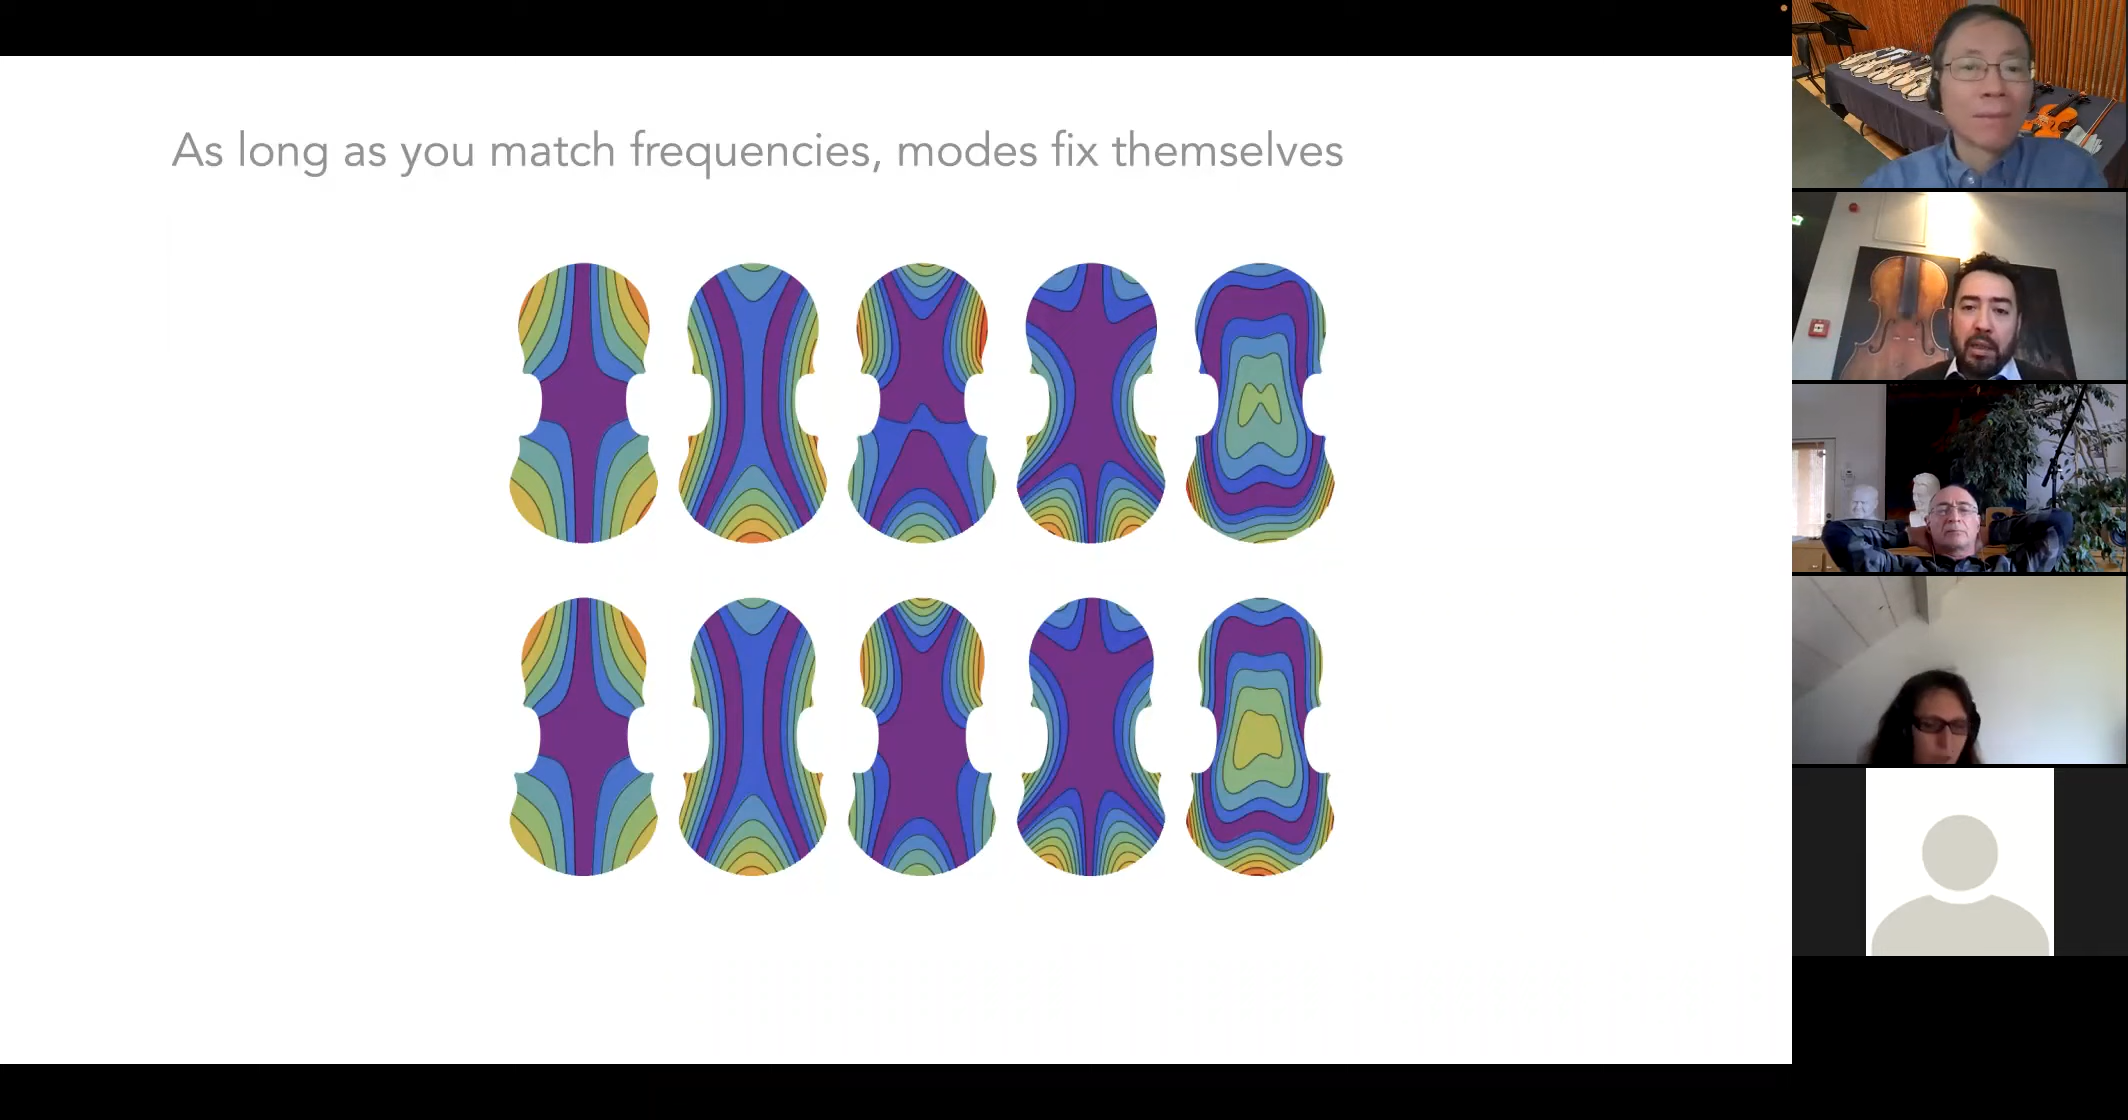 As long as you match frequencies, modes fix themselves